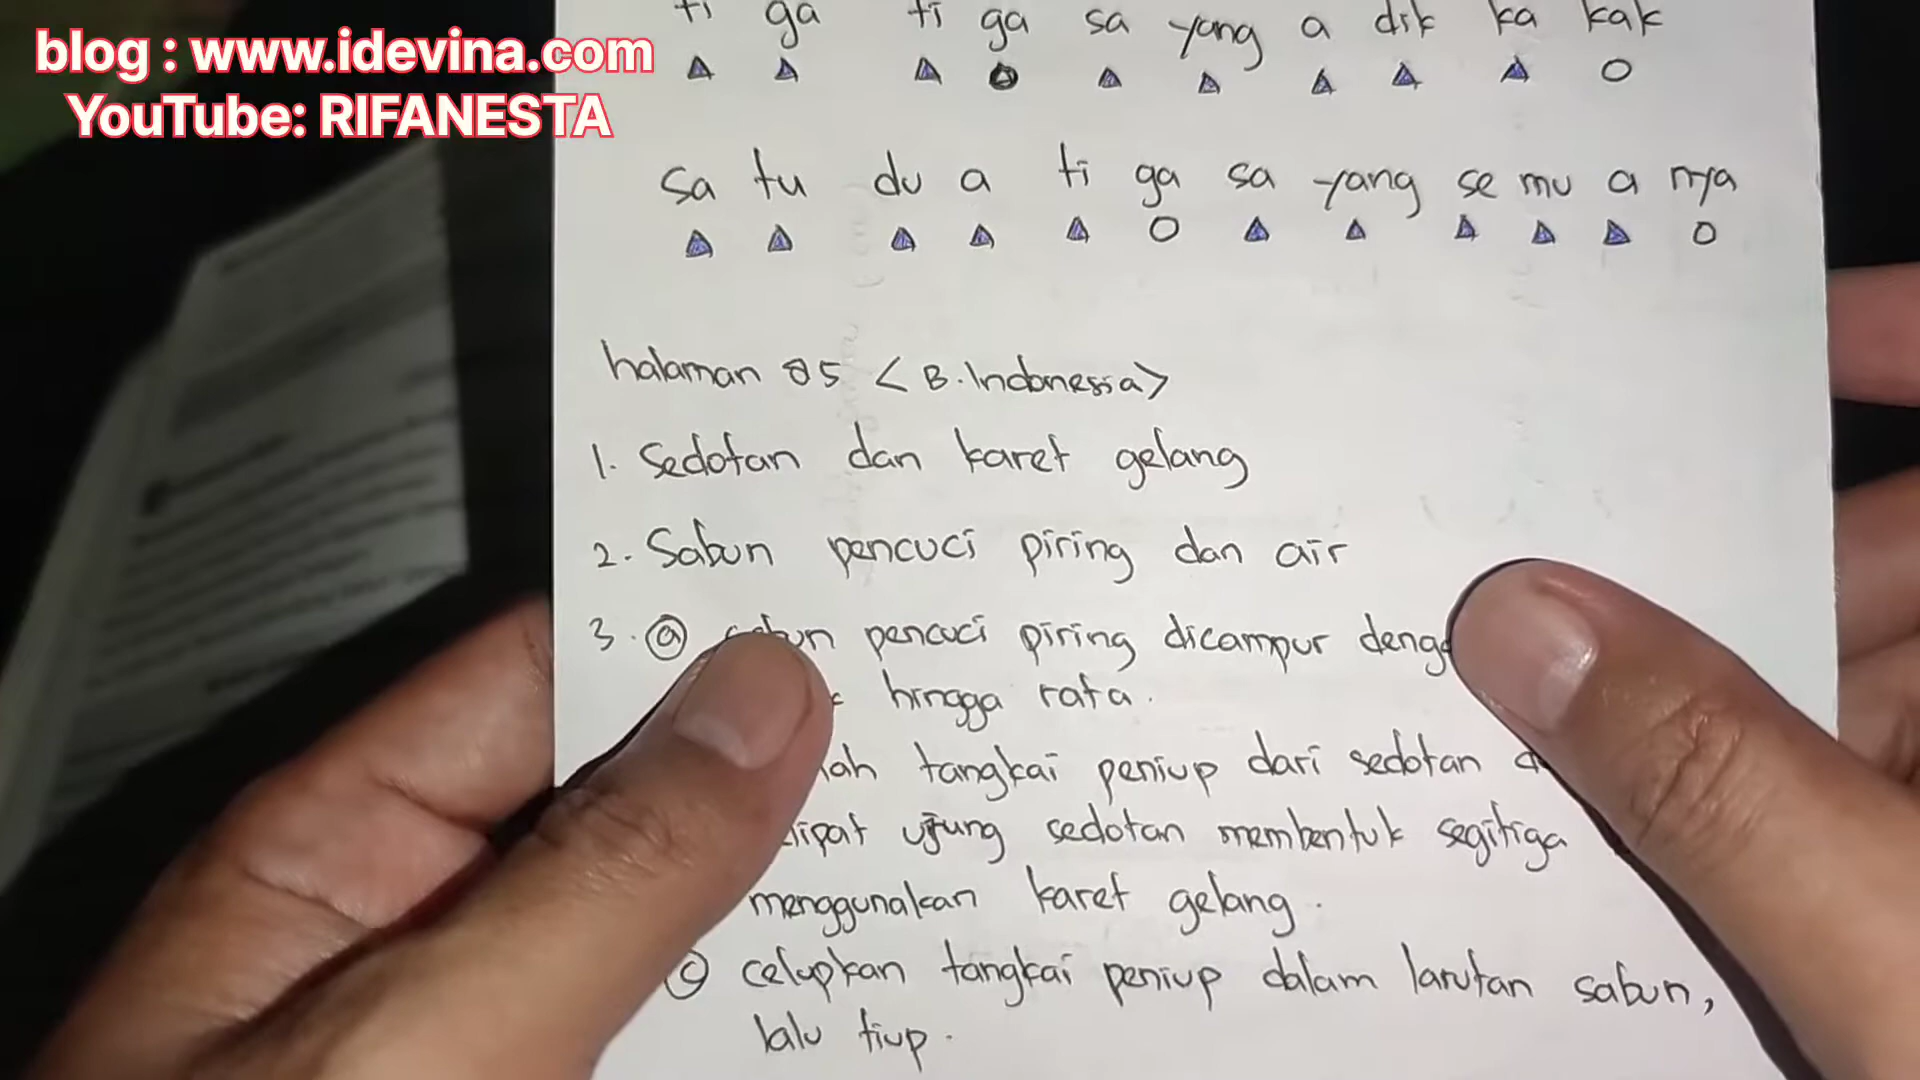 blog : www.idevina.com
YouTube: RIFANESTA
ti ga ti ga sa yang a dik ka kak
sa tu du a ti ga sa yang se mu a nya
halaman 85 < B.Indonesia>
1. Sedotan dan karet gelang
2. Sabun pencuci piring dan air
3. a pencuci piring dicampur
hingga rata.
tangkai peniup dari sedotan
ujung sedotan membentuk segitiga
menggunakan karet gelang.
c celupkan tangkai peniup dalam larutan sabun,
lalu tiup.